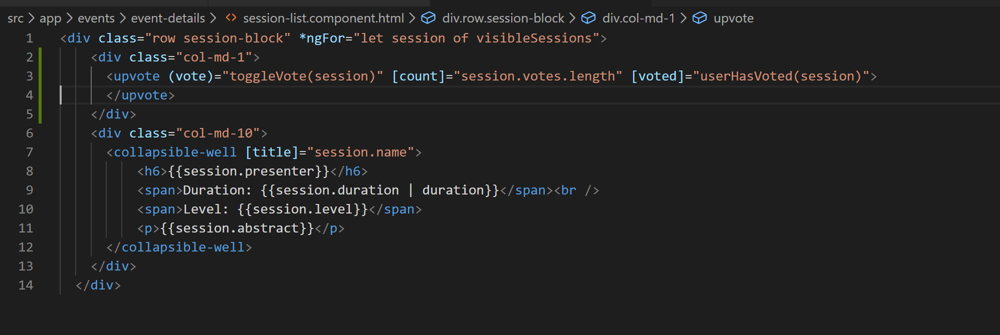 src > app > events > event-details > <> session-list.component.html > div.row.session-block > div.col-md-1 > upvote
1 <div class="row session-block" *ngFor="let session of visibleSessions">
2 <div class="col-md-1">
3 <upvote (vote)="toggleVote(session)" [count]="session.votes.length" [voted]="userHasVoted(session)">
4 </upvote>
5 </div>
6 <div class="col-md-10">
7 <collapsible-well [title]="session.name">
8 <h6>{{session.presenter}}</h6>
9 <span>Duration: {{session.duration | duration}}</span><br />
10 <span>Level: {{session.level}}</span>
11 <p>{{session.abstract}}</p>
12 </collapsible-well>
13 </div>
14 </div>